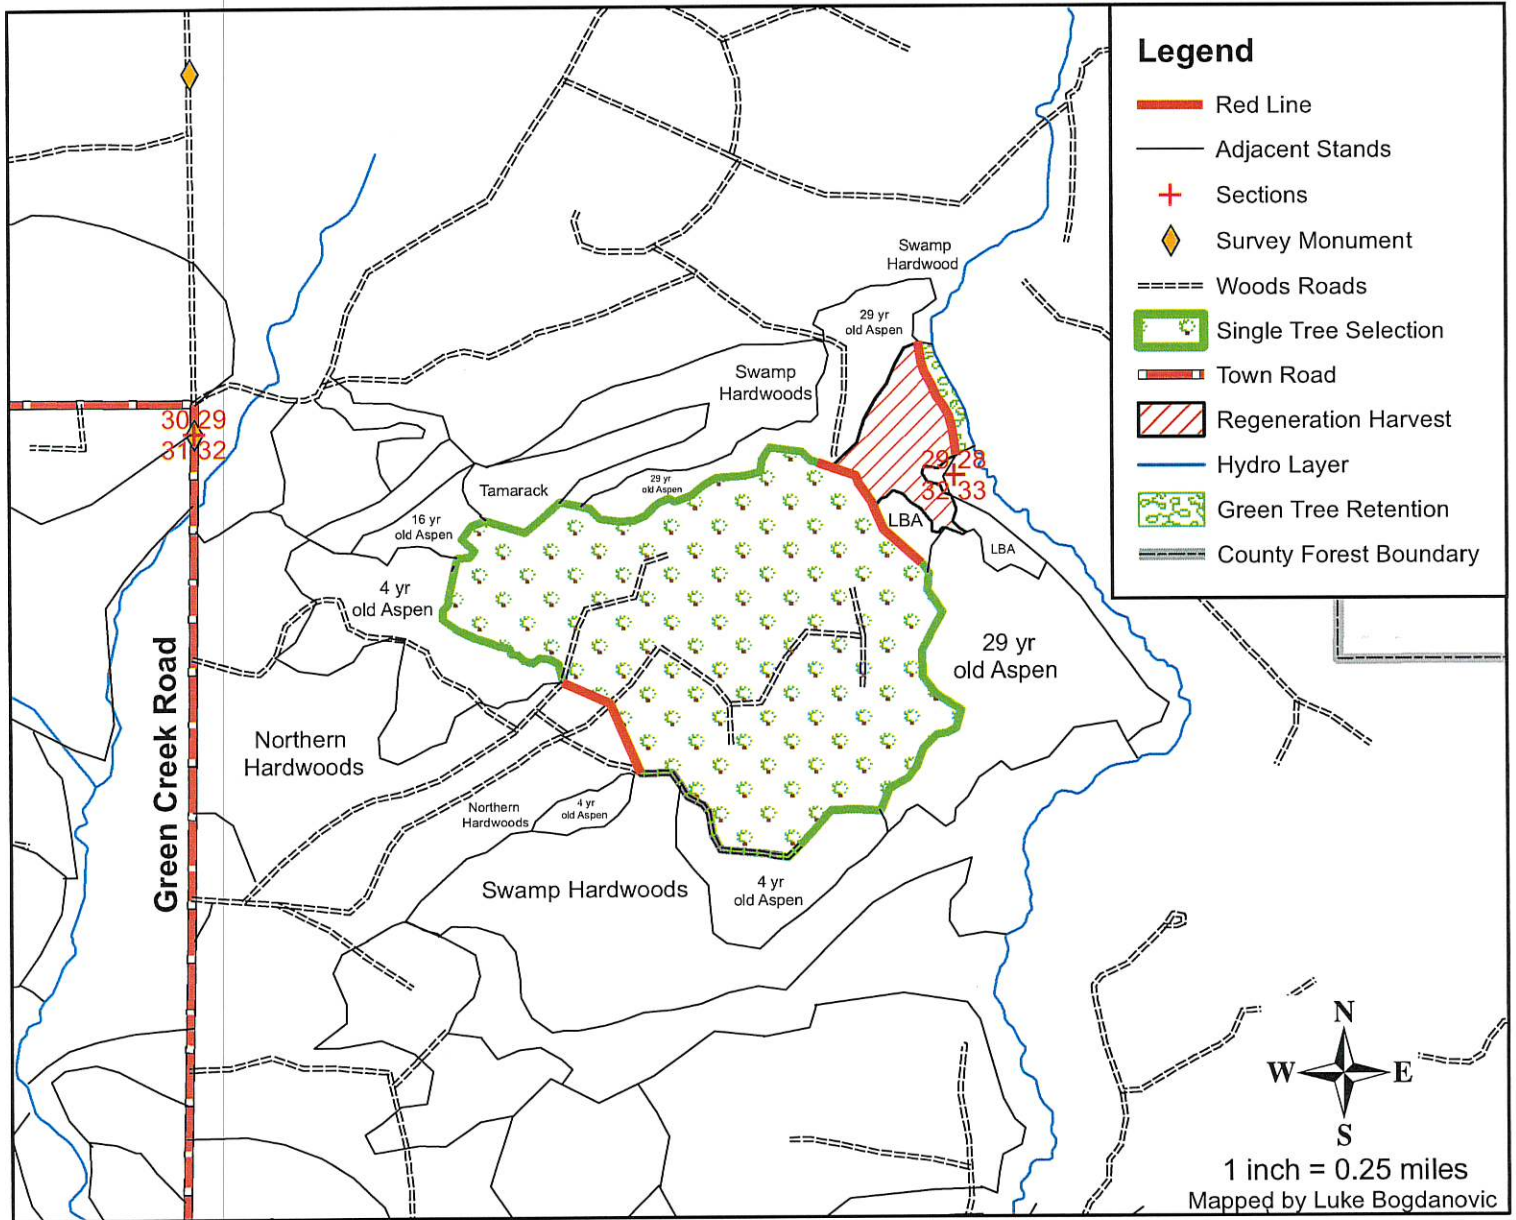 Legend
Red Line
Adjacent Stands
Sections
Survey Monument
Woods Roads
Single Tree Selection
Town Road
Regeneration Harvest
Hydro Layer
Green Tree Retention
County Forest Boundary
Swamp
Hardwood
29 yr
old Aspen
Swamp
Hardwoods
30 29
31 32
29 28
32 33
Tamarack
29 yr
old Aspen
16 yr
old Aspen
LBA
LBA
4 yr
old Aspen
29 yr
old Aspen
Green Creek Road
Northern
Hardwoods
Northern
Hardwoods
4 yr
old Aspen
Swamp Hardwoods
4 yr
old Aspen
N
W E
S
1 inch = 0.25 miles
Mapped by Luke Bogdanovic